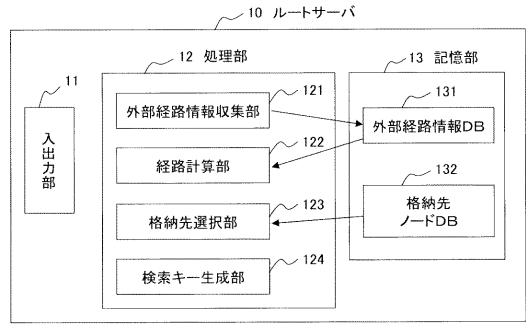 10 ルートサーバ
11
入出力部
12 処理部
121
外部経路情報収集部
122
経路計算部
123
格納先選択部
124
検索キー生成部
13 記憶部
131
外部経路情報DB
132
格納先
ノードDB